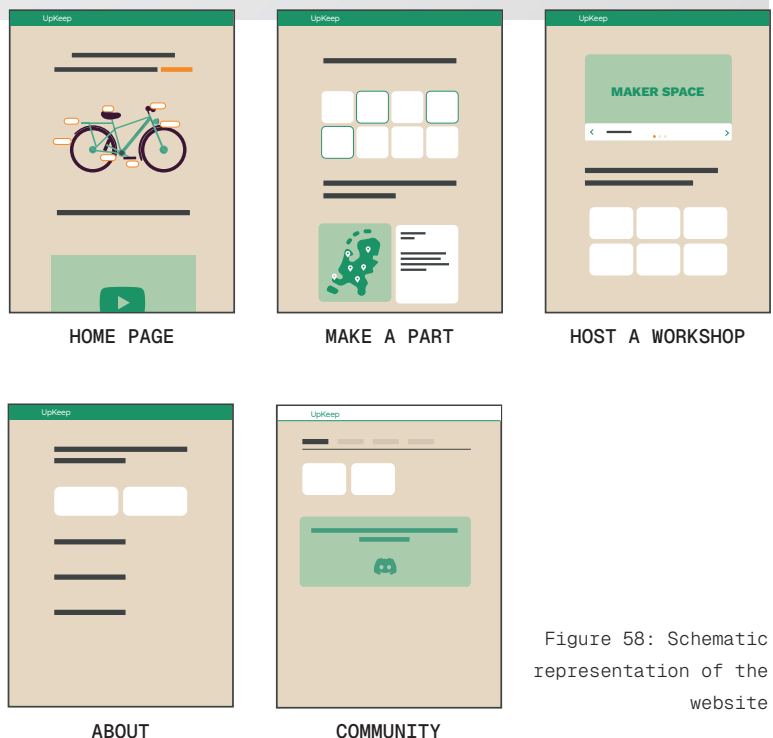 UpKeep
UpKeep
UpKeep
MAKER SPACE
HOME PAGE
MAKE A PART
HOST A WORKSHOP
UpKeep
UpKeep
ABOUT
COMMUNITY
Figure 58: Schematic
representation of the
website